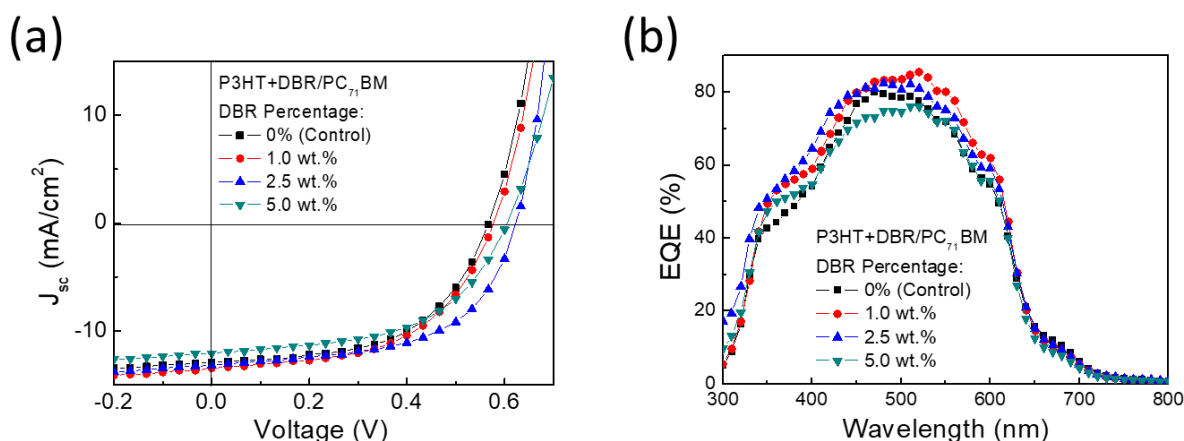 (a)
P3HT+DBR/PC₇₁BM
DBR Percentage:
0% (Control)
1.0 wt.%
2.5 wt.%
5.0 wt.%
10
0
-10
J_sc (mA/cm²)
-0.2 0.0 0.2 0.4 0.6
Voltage (V)
(b)
80
60
40
20
0
EQE (%)
P3HT+DBR/PC₇₁BM
DBR Percentage:
0% (Control)
1.0 wt.%
2.5 wt.%
5.0 wt.%
300 400 500 600 700 800
Wavelength (nm)